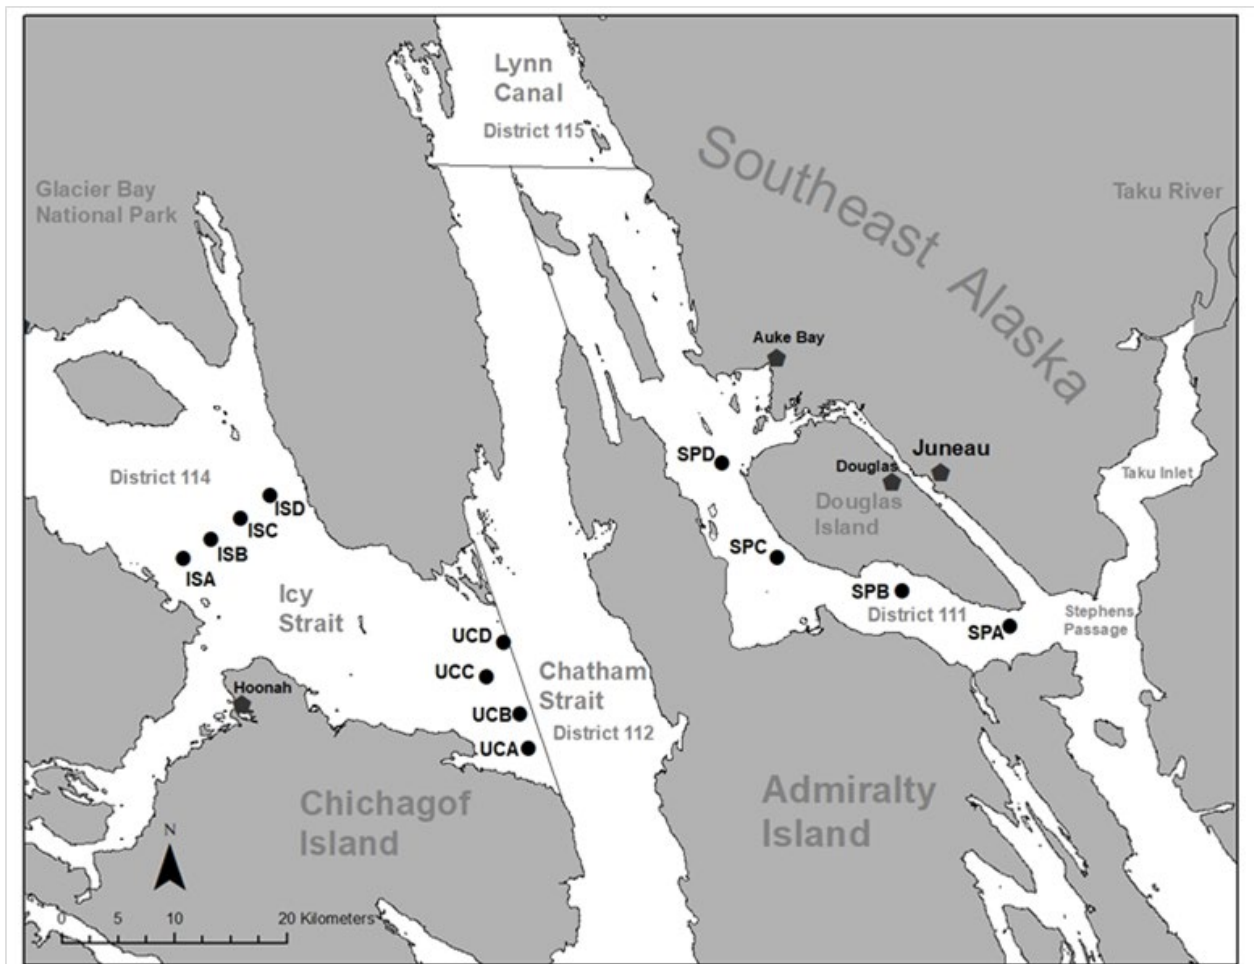 Lynn
Canal
District 115
Southeast Alaska
Glacier Bay
National Park
Taku River
Auke Bay
SPD
Juneau
Douglas
Douglas
Island
Taku Inlet
District 114
ISD
ISC
ISB
ISA
SPC
SPB
District 111
SPA
Stephens
Passage
Icy
Strait
UCD
UCC
UCB
UCA
Chatham
Strait
District 112
Hoonah
Chichagof
Island
Admiralty
Island
N
0 5 10 20 Kilometers